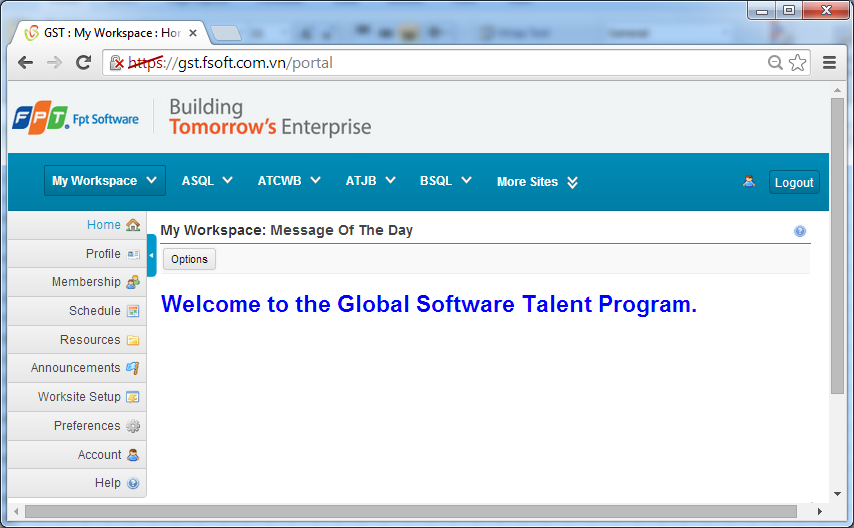 GST : My Workspace : Hor
https://gst.fsoft.com.vn/portal
FPT. Fpt Software
Building
Tomorrow's Enterprise
My Workspace ASQL ATCWB ATJB BSQL More Sites Logout
Home
Profile
Membership
Schedule
Resources
Announcements
Worksite Setup
Preferences
Account
Help
My Workspace: Message Of The Day
Options
Welcome to the Global Software Talent Program.